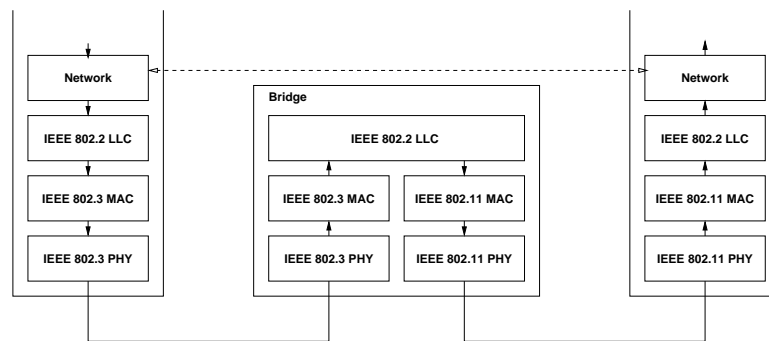 Network
IEEE 802.2 LLC
IEEE 802.3 MAC
IEEE 802.3 PHY
Bridge
IEEE 802.2 LLC
IEEE 802.3 MAC
IEEE 802.11 MAC
IEEE 802.3 PHY
IEEE 802.11 PHY
Network
IEEE 802.2 LLC
IEEE 802.11 MAC
IEEE 802.11 PHY